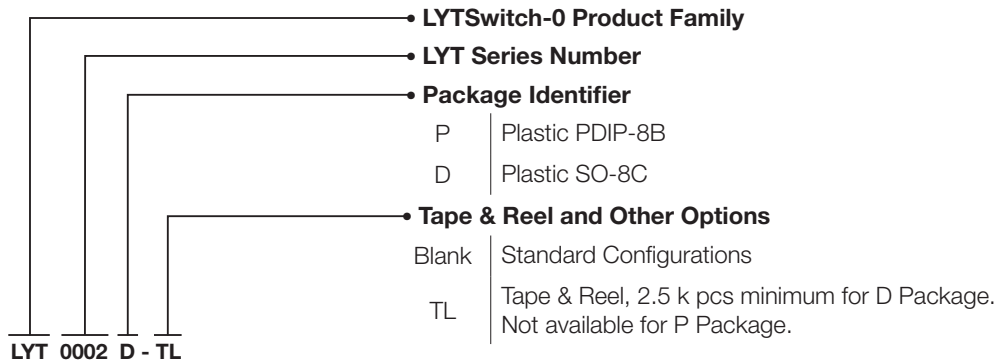 • LYTSwitch-0 Product Family
• LYT Series Number
• Package Identifier
P Plastic PDIP-8B
D Plastic SO-8C
• Tape & Reel and Other Options
Blank Standard Configurations
TL Tape & Reel, 2.5 k pcs minimum for D Package.
Not available for P Package.
LYT 0002 D - TL